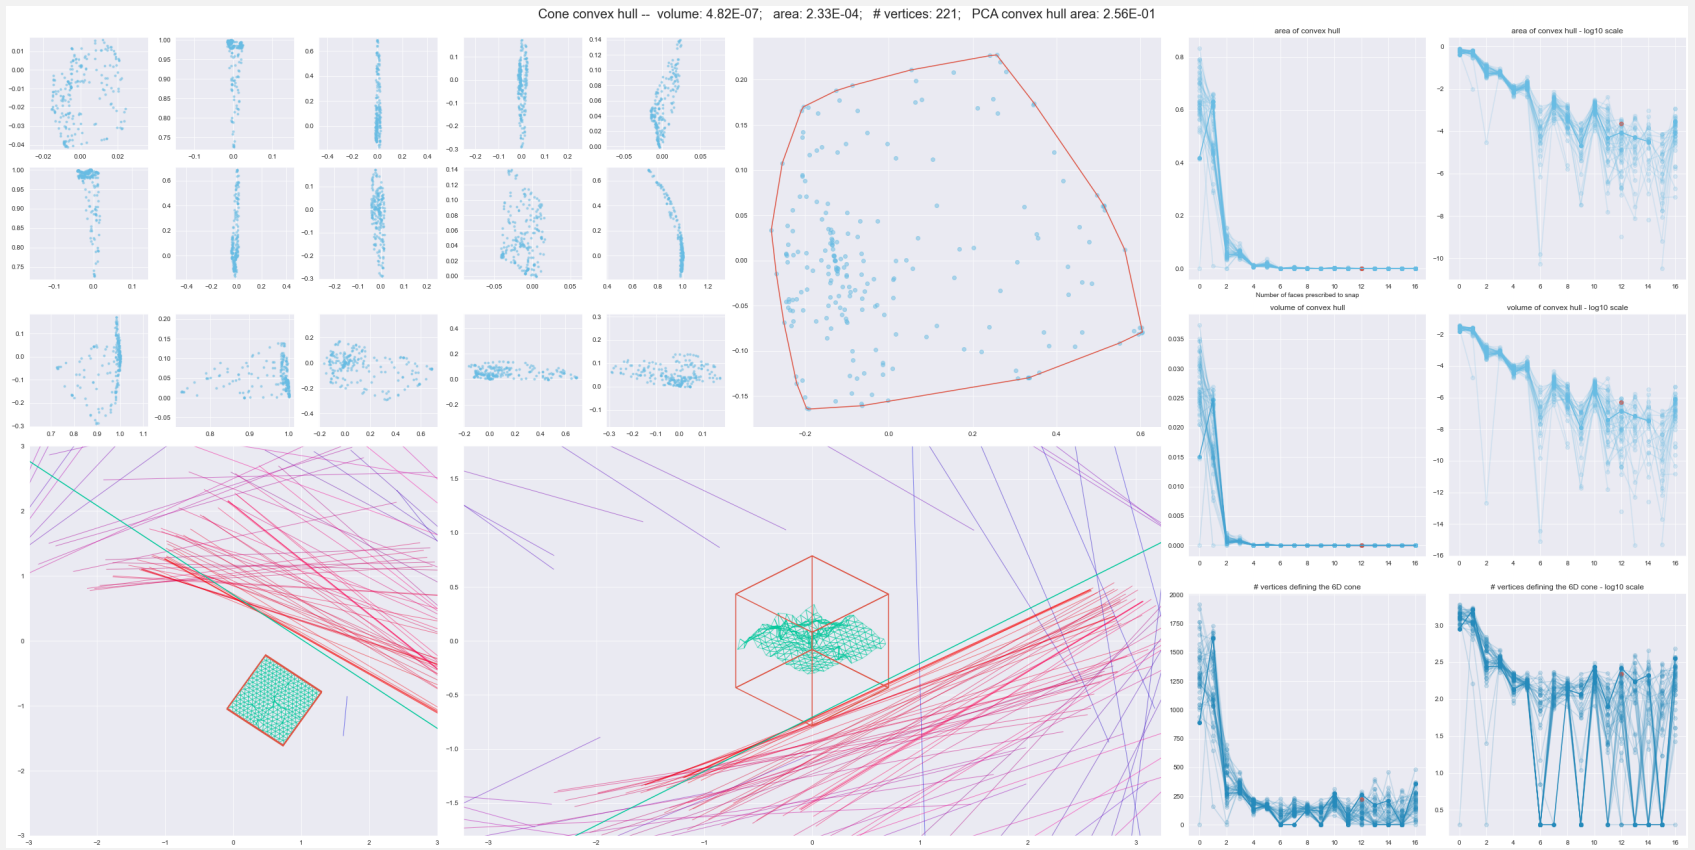 Cone convex hull -- volume: 4.82E-07; area: 2.33E-04; # vertices: 221; PCA convex hull area: 2.56E-01
area of convex hull
area of convex hull - log10 scale
Number of faces prescribed to snap
volume of convex hull
volume of convex hull - log10 scale
# vertices defining the 6D cone
# vertices defining the 6D cone - log10 scale